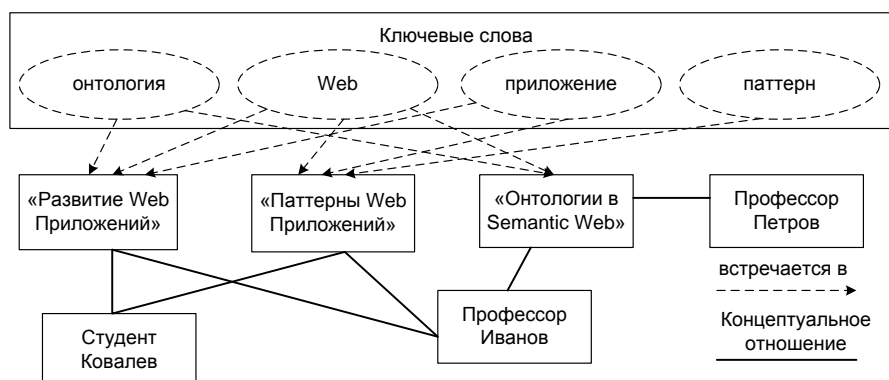 Ключевые слова
онтология
Web
приложение
паттерн
«Развитие Web
Приложений»
«Паттерны Web
Приложений»
«Онтологии в
Semantic Web»
Профессор
Петров
встречается в
Студент
Ковалев
Профессор
Иванов
Концептуальное
отношение